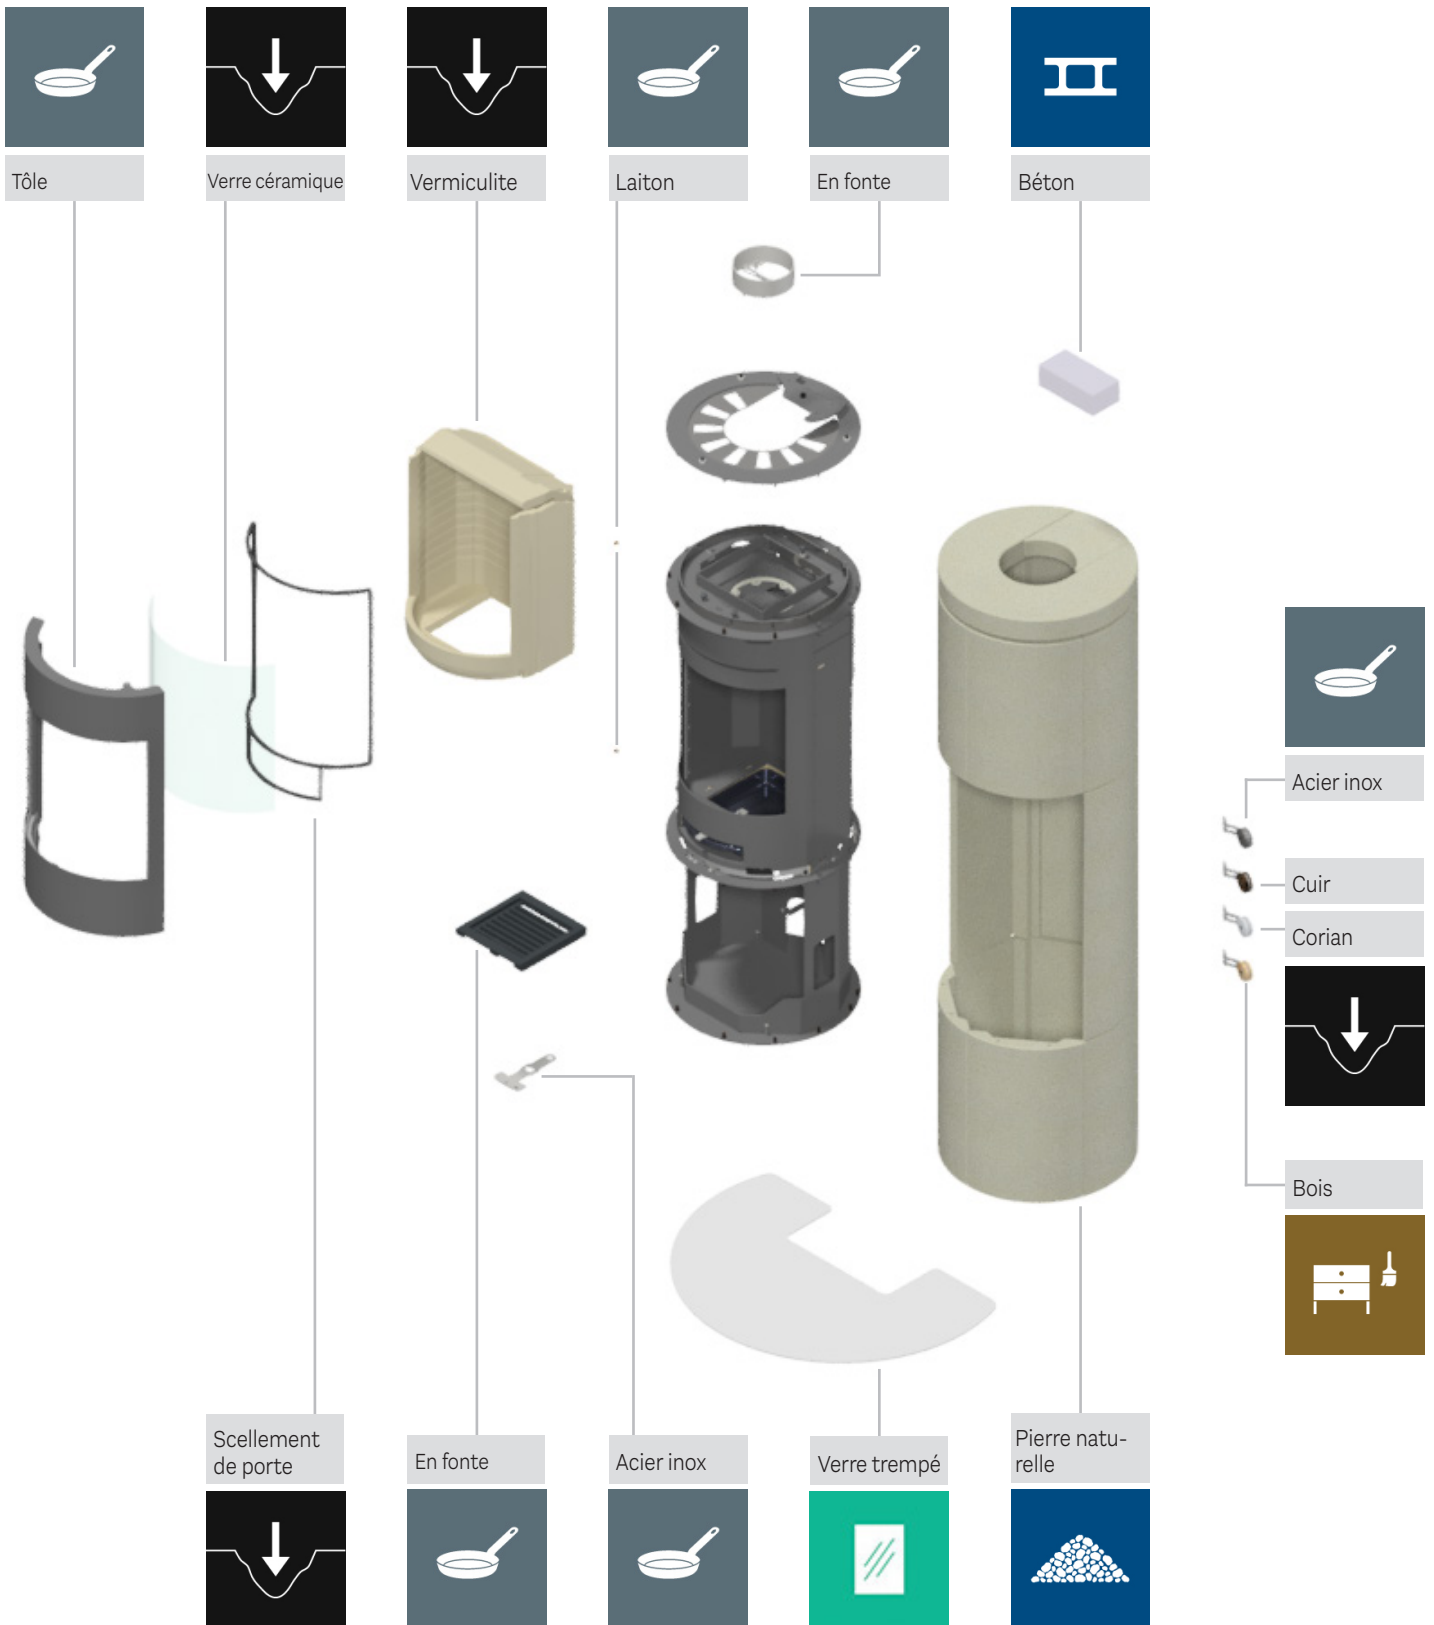 Tôle
Verre céramique
Vermiculite
Laiton
En fonte
Béton
Acier inox
Cuir
Corian
Bois
Scellement
de porte
En fonte
Acier inox
Verre trempé
Pierre natu-
relle